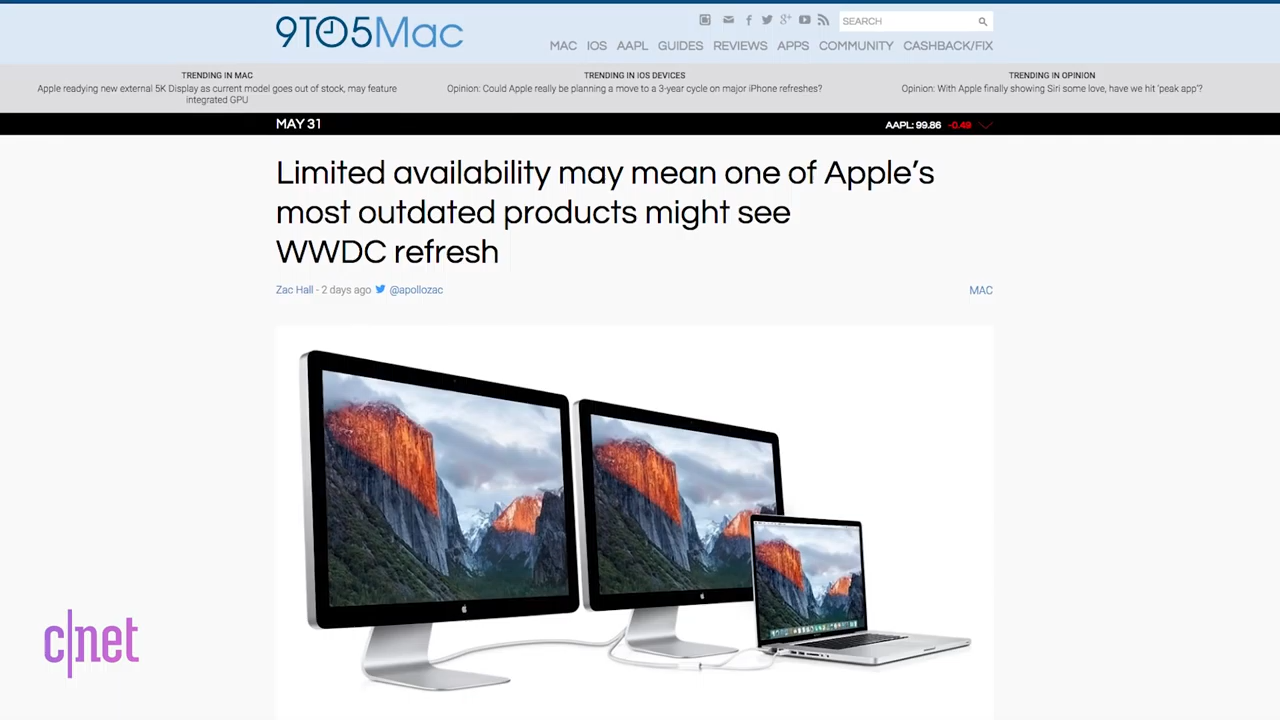 9TO5Mac
SEARCH
MAC IOS AAPL GUIDES REVIEWS APPS COMMUNITY CASHBACK/FIX
TRENDING IN MAC
Apple readying new external 5K Display as current model goes out of stock, may feature
integrated GPU
TRENDING IN IOS DEVICES
Opinion: Could Apple really be planning a move to a 3-year cycle on major iPhone refreshes?
TRENDING IN OPINION
Opinion: With Apple finally showing Siri some love, have we hit 'peak app'?
MAY 31
AAPL: 99.86 -0.49
Limited availability may mean one of Apple’s
most outdated products might see
WWDC refresh
Zac Hall - 2 days ago @apollozac
MAC
c|net